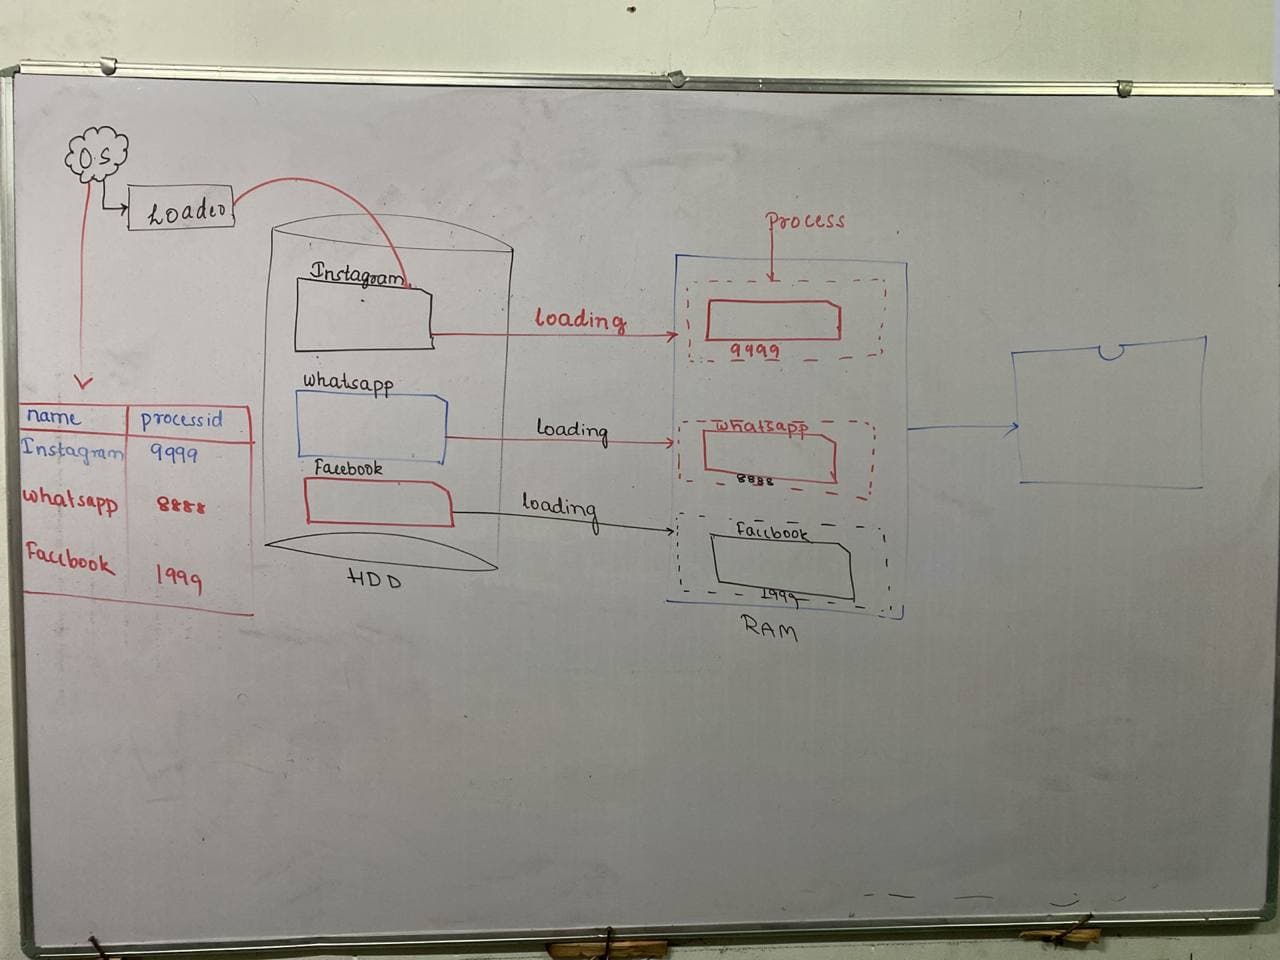 O.S
Loader
Instagram
whatsapp
Facebook
HDD
loading
loading
loading
Process
9999
whatsapp
8888
Facebook
1999
RAM
name processid
Instagram 9999
whatsapp 8888
Facebook 1999